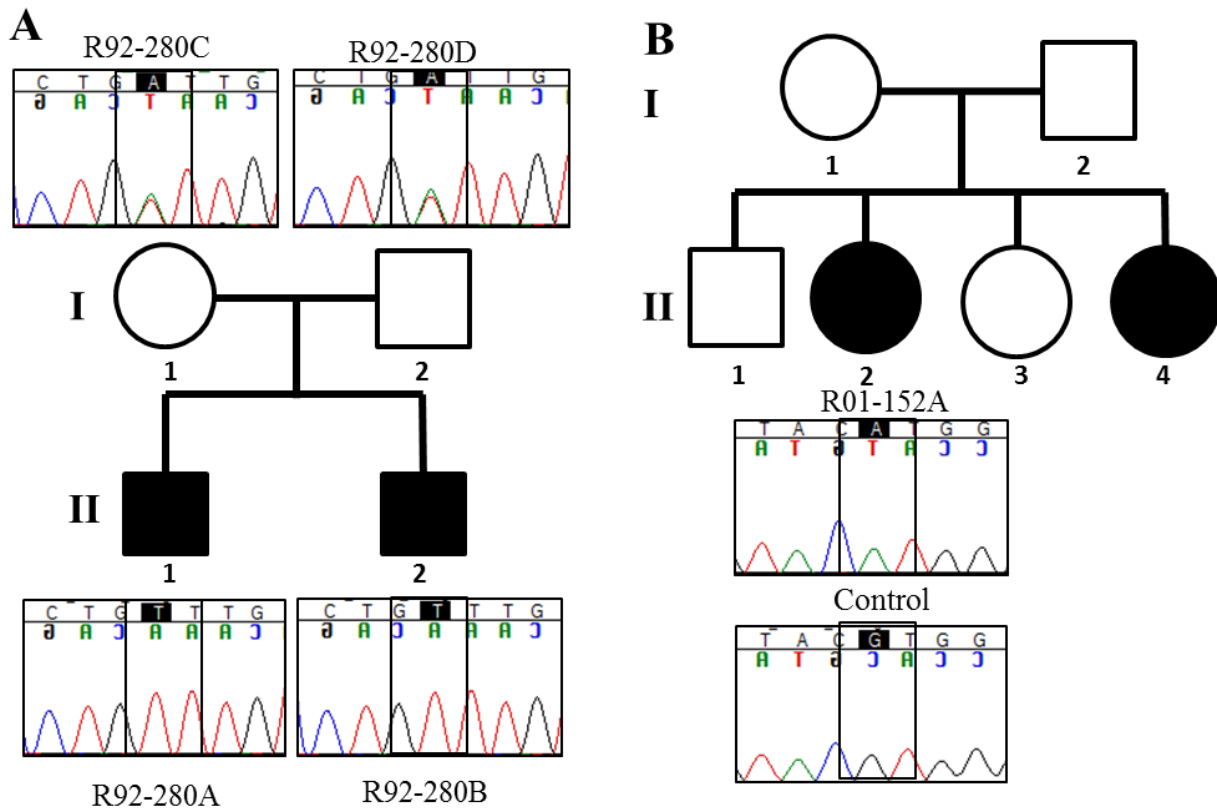 A
R92-280C
C T G A T T G
G A C T A A C
R92-280D
C T G A T T G
G A C T A A C
I
1
2
II
1
2
C T G T T T G
G A C A A A C
R92-280A
C T G T T T G
G A C A A A C
R92-280B
B
I
1
2
II
1
2
3
4
R01-152A
T A C A T G G
A T G T A C C
Control
T A C G T G G
A T G C A C C